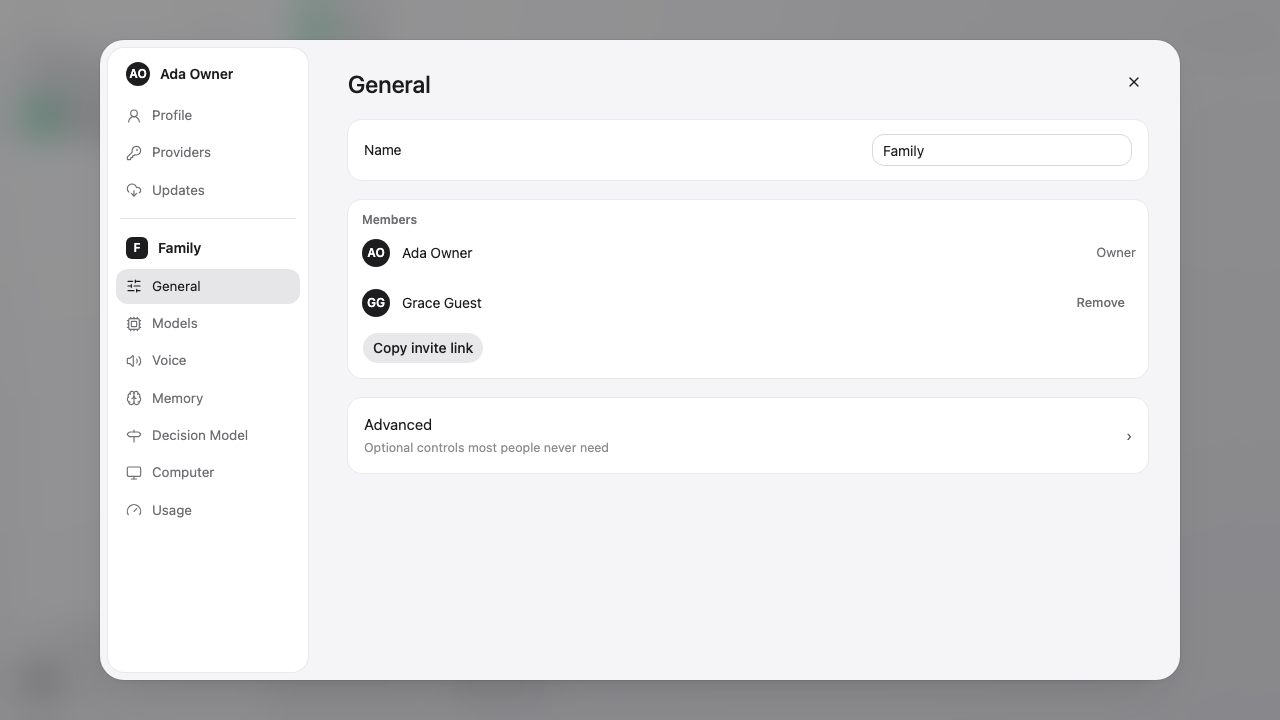 AO Ada Owner
Profile
Providers
Updates
F Family
General
Models
Voice
Memory
Decision Model
Computer
Usage
General
Name Family
Members
AO Ada Owner Owner
GG Grace Guest Remove
Copy invite link
Advanced
Optional controls most people never need